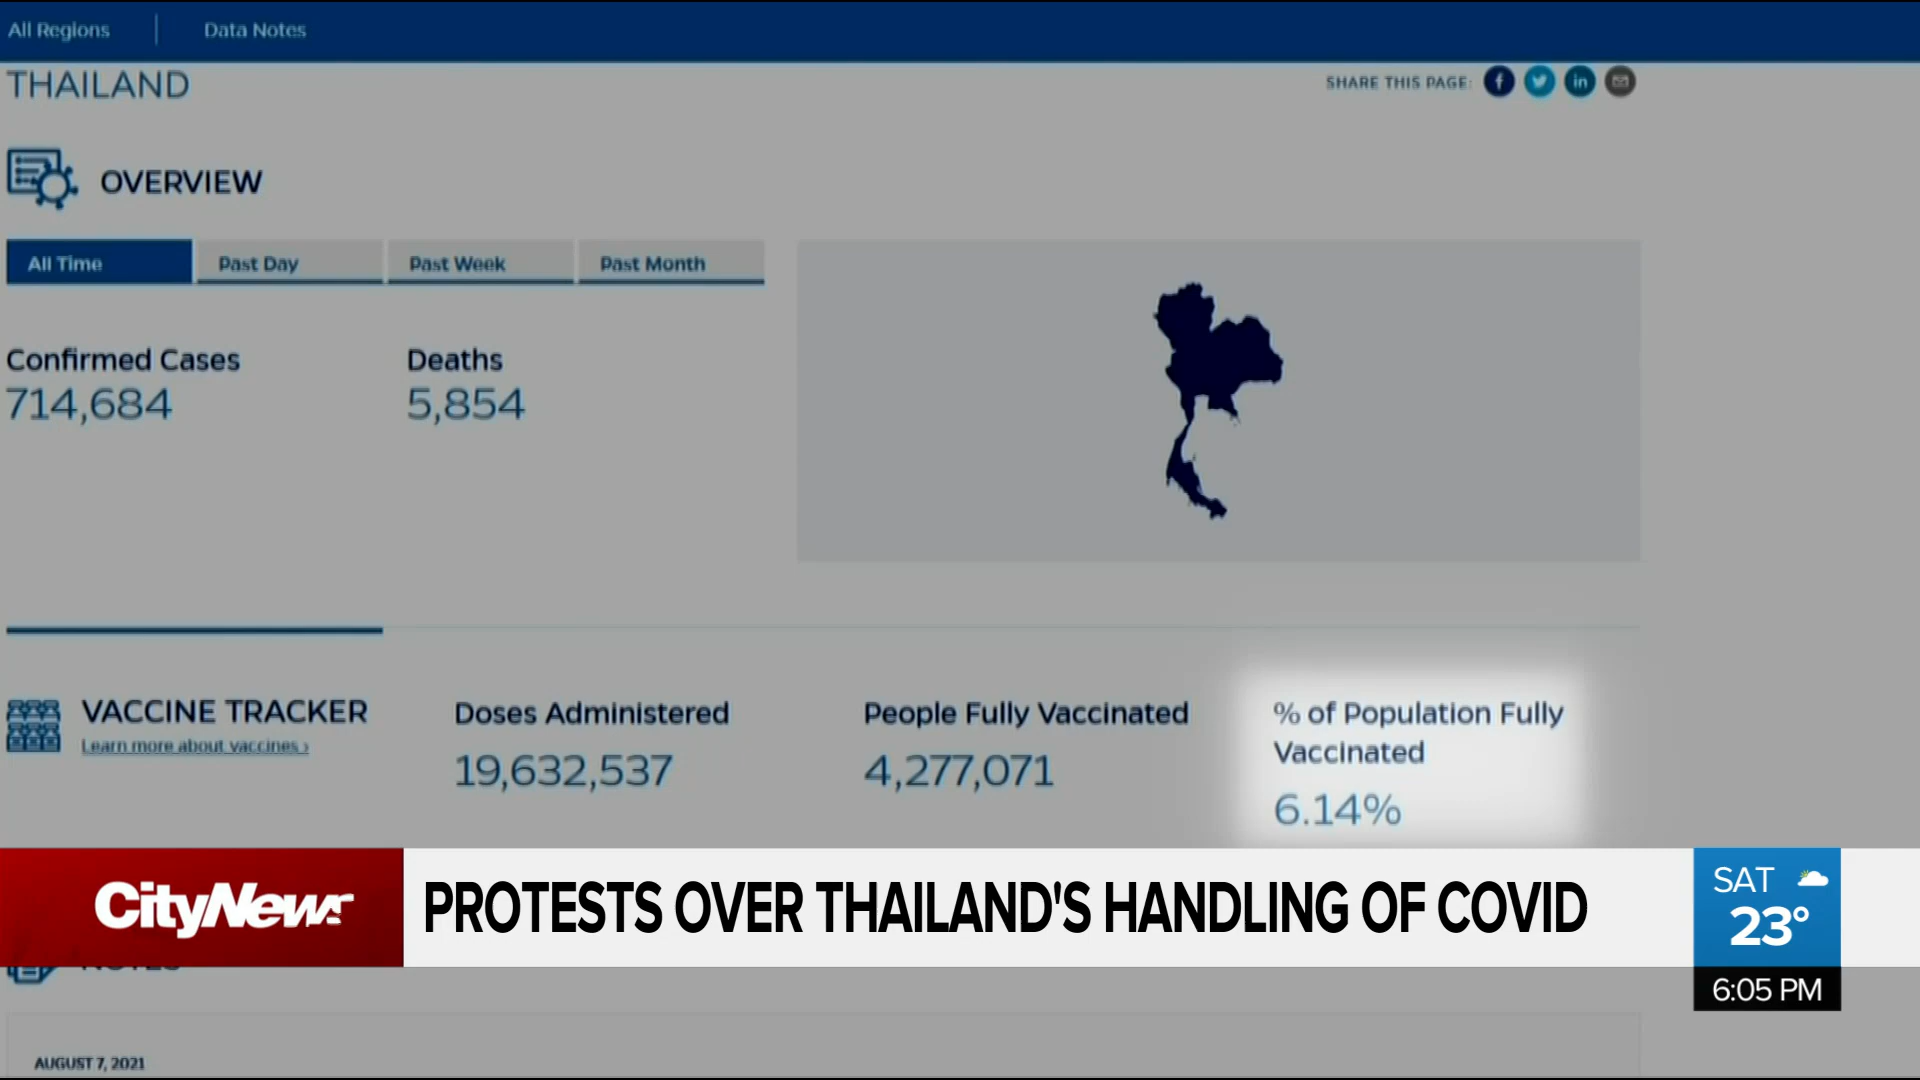 All Regions
Data Notes
THAILAND
SHARE THIS PAGE:
OVERVIEW
All Time
Past Day
Past Week
Past Month
Confirmed Cases
714,684
Deaths
5,854
VACCINE TRACKER
Learn more about vaccines ›
Doses Administered
19,632,537
People Fully Vaccinated
4,277,071
% of Population Fully
Vaccinated
6.14%
CityNews
PROTESTS OVER THAILAND'S HANDLING OF COVID
SAT
23°
6:05 PM
NOTES
AUGUST 7, 2021